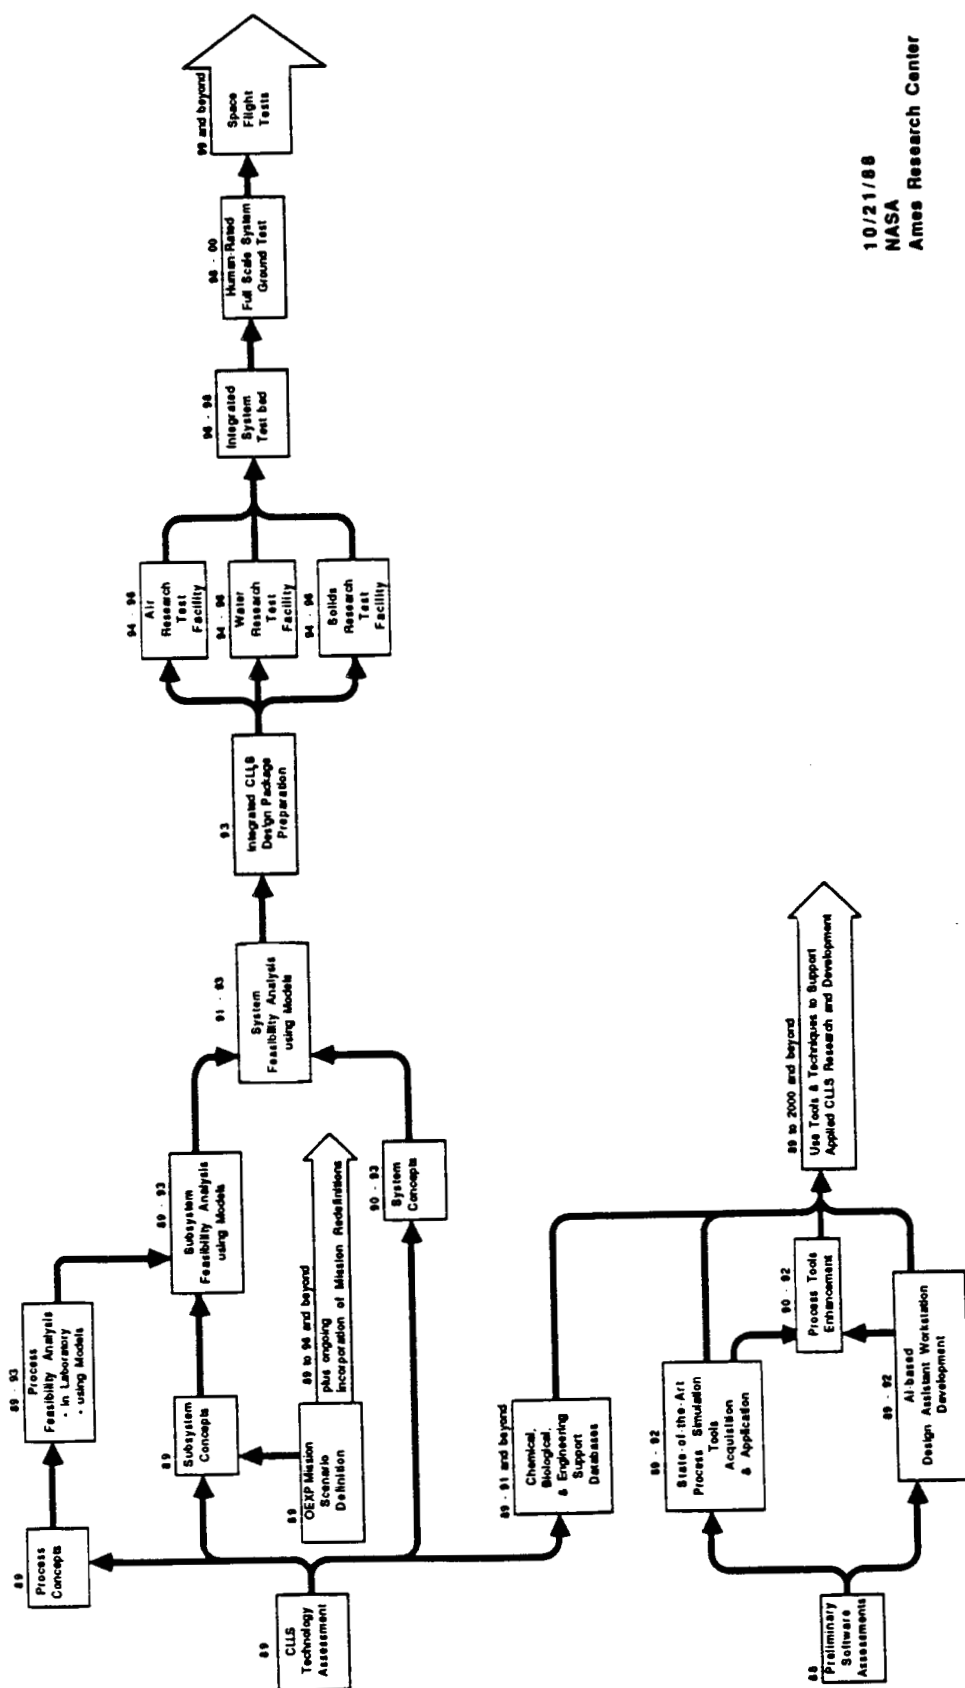 89
Process
Concepts
89 - 93
Process
Feasibility Analysis
- in Laboratory
- using Models
89
CLLS
Technology
Assessment
89
Subsystem
Concepts
89 - 93
Subsystem
Feasibility Analysis
using Models
89
OEXP Mission
Scenario
Definition
89 to 96 and beyond
plus ongoing
Incorporation of Mission Redefinitions
90 - 93
System
Concepts
91 - 93
System
Feasibility Analysis
using Models
93
Integrated CLLS
Design Package
Preparation
94 - 96
Air
Research
Test
Facility
94 - 96
Water
Research
Test
Facility
94 - 96
Solids
Research
Test
Facility
96 - 98
Integrated
System
Test bed
98 - 00
Human-Rated
Full Scale System
Ground Test
99 and beyond
Space
Flight
Tests
89 - 91 and beyond
Chemical,
Biological,
& Engineering
Support
Databases
88
Preliminary
Software
Assessments
89 - 92
State-of-the-Art
Process Simulation
Tools
Acquisition
& Application
89 - 92
AI-based
Design Assistant Workstation
Development
90 - 92
Process Tools
Enhancement
89 to 2000 and beyond
Use Tools & Techniques to Support
Applied CLLS Research and Development
10/21/88
NASA
Ames Research Center